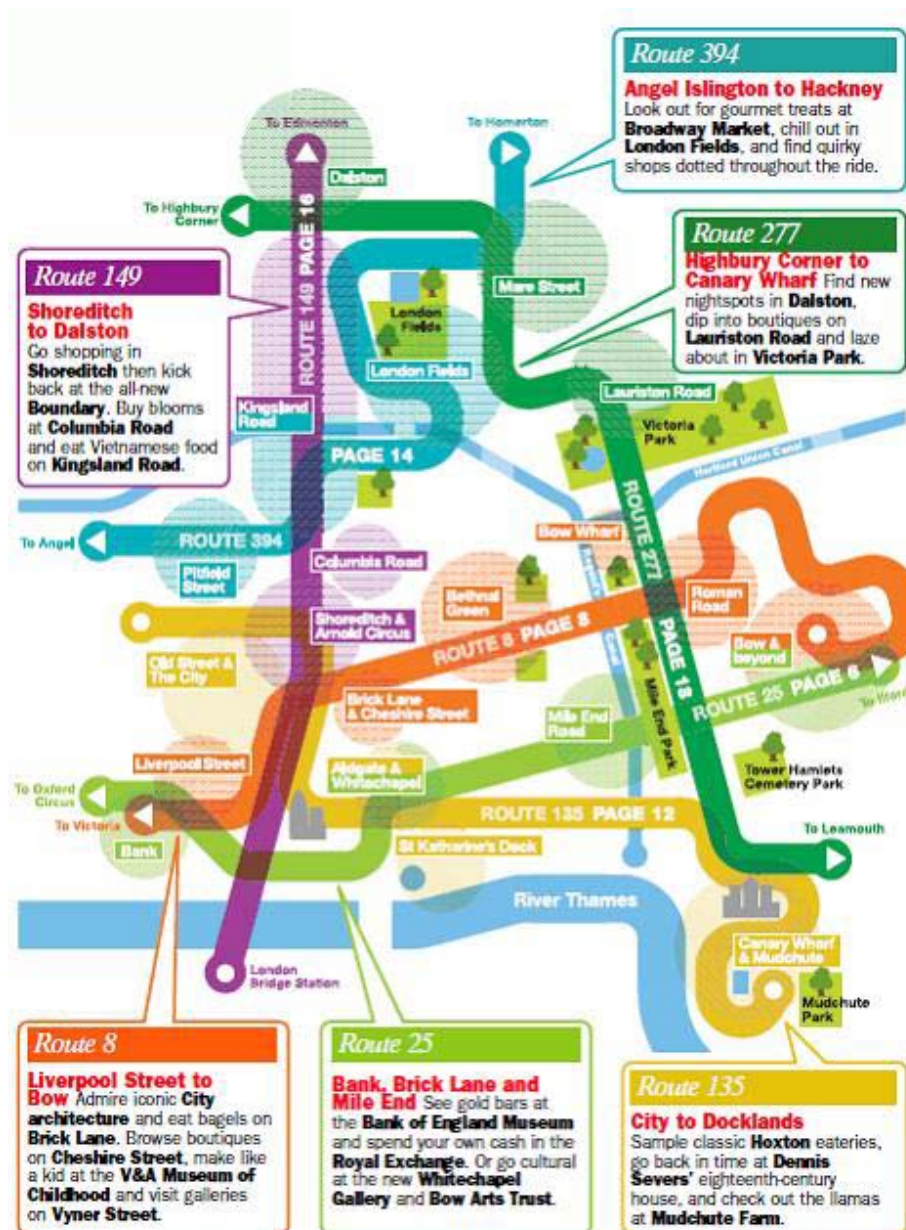 Route 394
Angel Islington to Hackney
Look out for gourmet treats at
Broadway Market, chill out in
London Fields, and find quirky
shops dotted throughout the ride.
To Edmonton
To Homerton
Dalston
To Highbury
Corner
Route 277
Highbury Corner to
Canary Wharf Find new
nightspots in Dalston,
dip into boutiques on
Lauriston Road and laze
about in Victoria Park.
Mare Street
Route 149
Shoreditch
to Dalston
Go shopping in
Shoreditch then kick
back at the all-new
Boundary. Buy blooms
at Columbia Road
and eat Vietnamese food
on Kingsland Road.
ROUTE 149 PAGE 16
London
Fields
London Fields
Lauriston Road
Kingsland
Road
Victoria
Park
PAGE 14
Hertford Union Canal
To Angel
ROUTE 394
Pitfield
Street
Columbia Road
Bow Wharf
ROUTE 277
PAGE 18
Bethnal
Green
Roman
Road
Shoreditch &
Arnold Circus
ROUTE 8 PAGE 8
Regent's
Canal
Bow &
beyond
Old Street &
The City
Brick Lane
& Cheshire Street
Mile End
Road
Mile End Park
ROUTE 25 PAGE 6
To Ilford
Liverpool Street
Aldgate &
Whitechapel
Tower Hamlets
Cemetery Park
To Oxford
Circus
To Victoria
ROUTE 135 PAGE 12
To Leamouth
Bank
St Katharine's Dock
River Thames
Canary Wharf
& Mudchute
London
Bridge Station
Mudchute
Park
Route 8
Liverpool Street to
Bow Admire iconic City
architecture and eat bagels on
Brick Lane. Browse boutiques
on Cheshire Street, make like
a kid at the V&A Museum of
Childhood and visit galleries
on Vyner Street.
Route 25
Bank, Brick Lane and
Mile End See gold bars at
the Bank of England Museum
and spend your own cash in the
Royal Exchange. Or go cultural
at the new Whitechapel
Gallery and Bow Arts Trust.
Route 135
City to Docklands
Sample classic Hoxton eateries,
go back in time at Dennis
Severs' eighteenth-century
house, and check out the llamas
at Mudchute Farm.